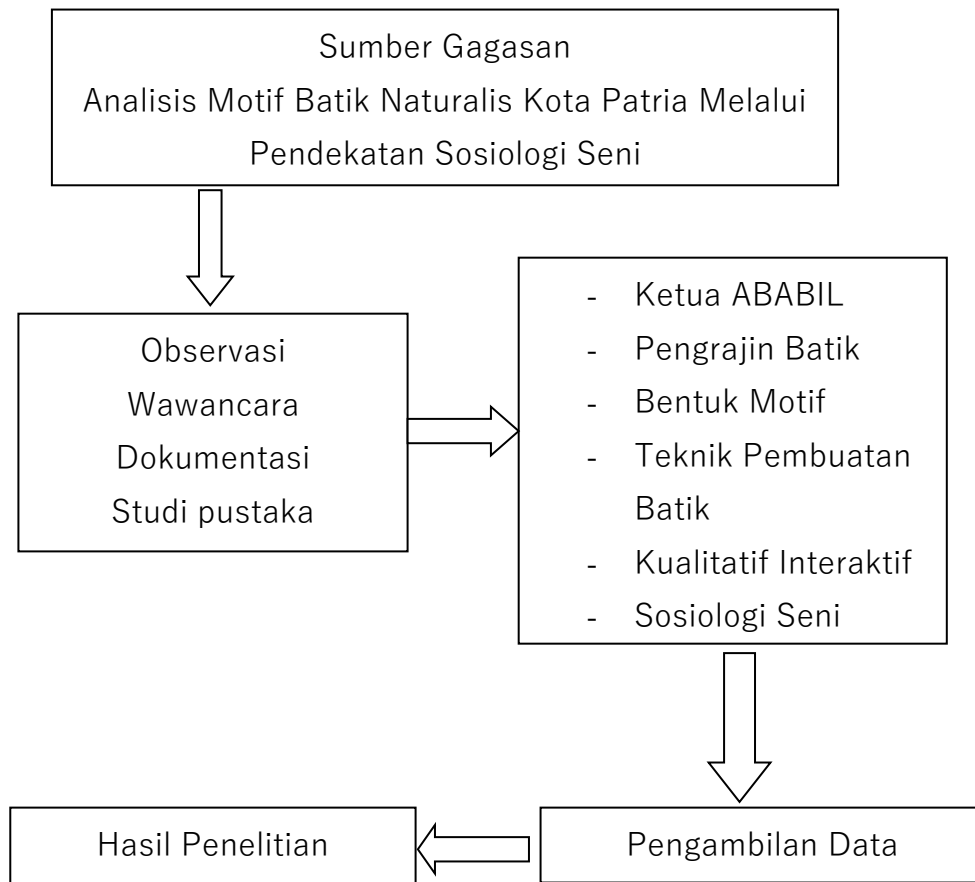 Sumber Gagasan
Analisis Motif Batik Naturalis Kota Patria Melalui
Pendekatan Sosiologi Seni
Observasi
Wawancara
Dokumentasi
Studi pustaka
- Ketua ABABIL
- Pengrajin Batik
- Bentuk Motif
- Teknik Pembuatan
Batik
- Kualitatif Interaktif
- Sosiologi Seni
Hasil Penelitian
Pengambilan Data